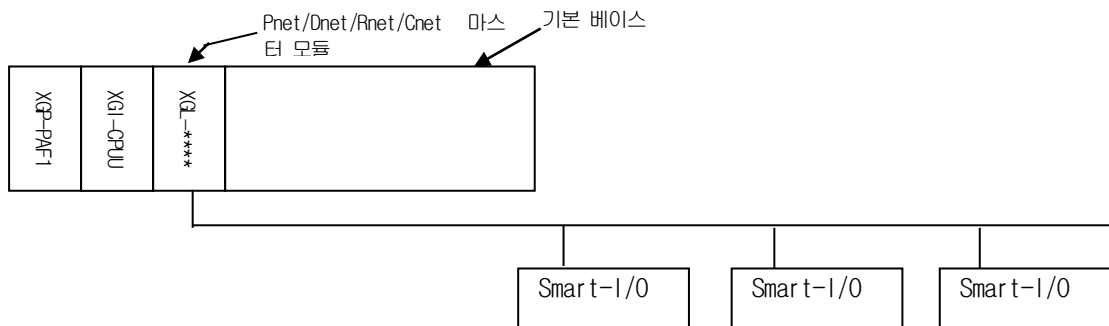 Pnet/Dnet/Rnet/Cnet 마스
터 모듈
기본 베이스
XGP-PAF1
XGI-CPUU
XGL-****
Smart-I/O
Smart-I/O
Smart-I/O